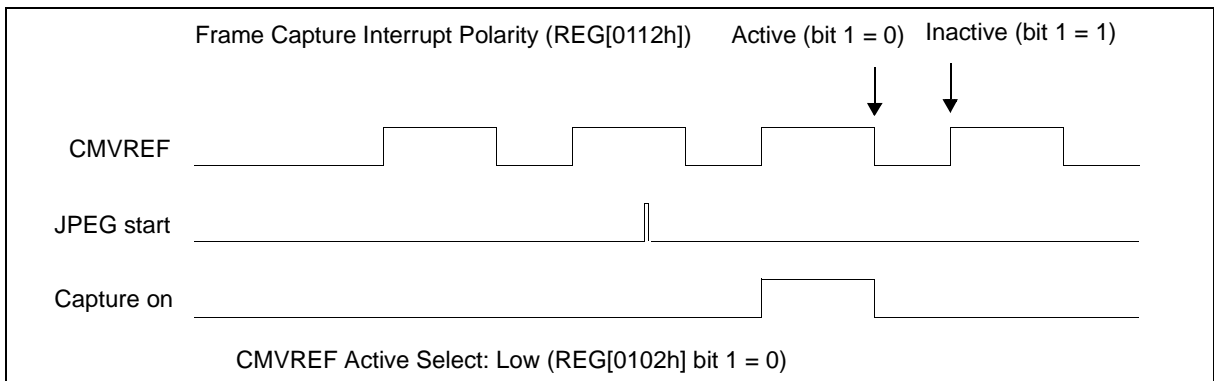 Frame Capture Interrupt Polarity (REG[0112h]) Active (bit 1 = 0) Inactive (bit 1 = 1)
CMVREF
JPEG start
Capture on
CMVREF Active Select: Low (REG[0102h] bit 1 = 0)